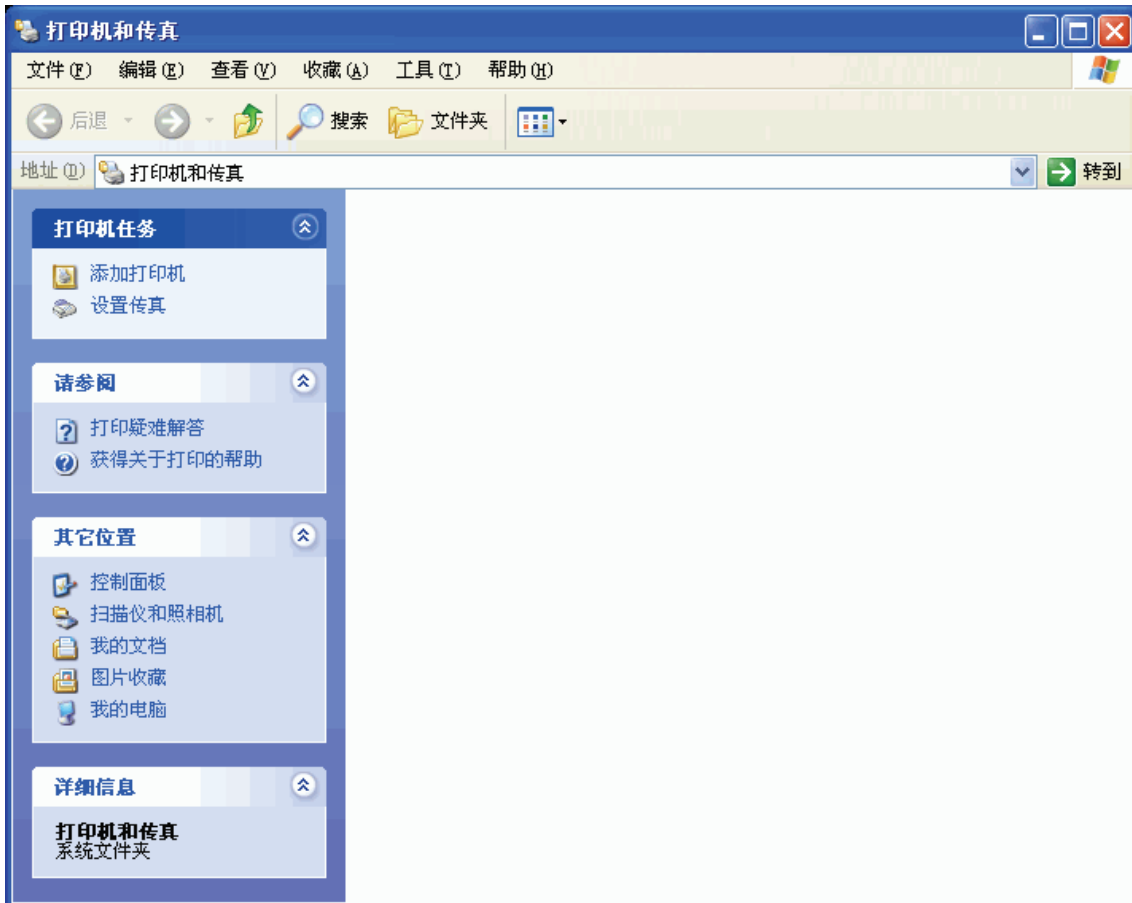 打印机和传真
文件(F) 编辑(E) 查看(V) 收藏(A) 工具(T) 帮助(H)
后退 搜索 文件夹
地址(D) 打印机和传真 转到
打印机任务
添加打印机
设置传真
请参阅
打印疑难解答
获得关于打印的帮助
其它位置
控制面板
扫描仪和照相机
我的文档
图片收藏
我的电脑
详细信息
打印机和传真
系统文件夹